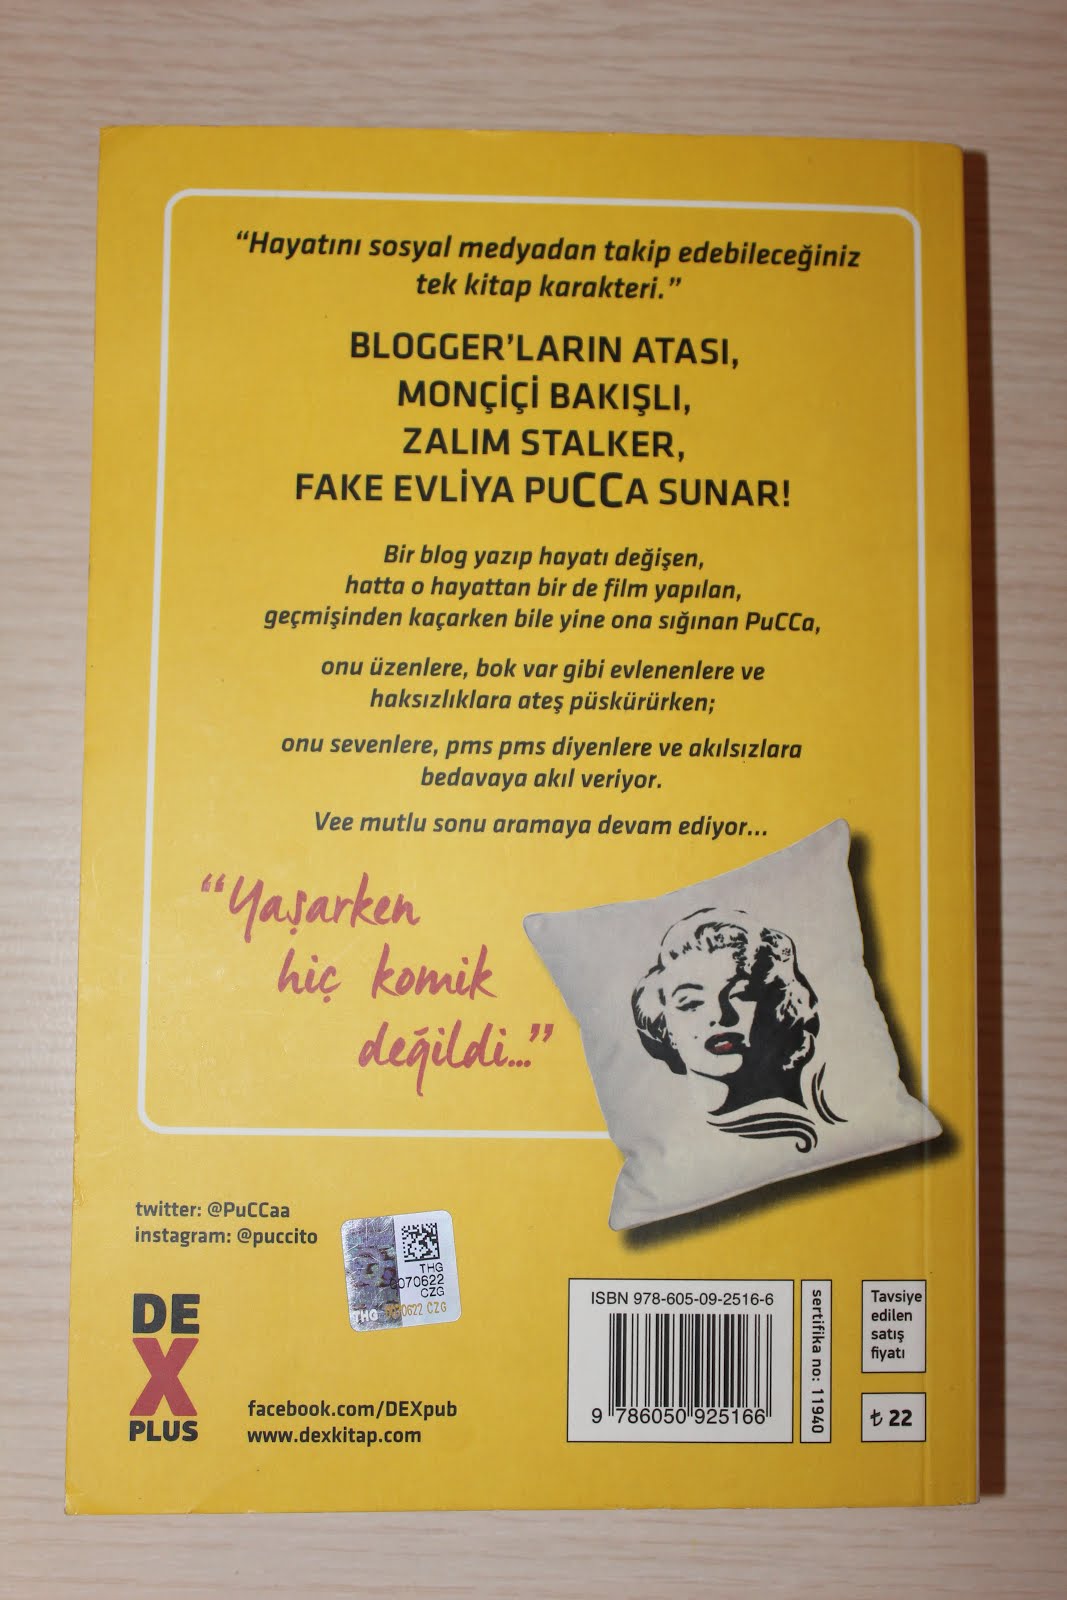 “Hayatını sosyal medyadan takip edebileceğiniz
tek kitap karakteri.”
BLOGGER’LARIN ATASI,
MONÇİÇİ BAKIŞLI,
ZALIM STALKER,
FAKE EVLİYA PUCCA SUNAR!
Bir blog yazıp hayatı değişen,
hatta o hayattan bir de film yapılan,
geçmişinden kaçarken bile yine ona sığınan PuCCa,
onu üzenlere, bok var gibi evlenenlere ve
haksızlıklara ateş püskürürken;
onu sevenlere, pms pms diyenlere ve akılsızlara
bedavaya akıl veriyor.
Vee mutlu sonu aramaya devam ediyor...
“Yaşarken
hiç komik
değildi...”
twitter: @PuCCaa
instagram: @puccito
THG
070622
CZG
THG 0622 CZG
DE
X
PLUS
facebook.com/DEXpub
www.dexkitap.com
ISBN 978-605-09-2516-6
9 786050 925166
sertifika no: 11940
Tavsiye
edilen
satış
fiyatı
₺ 22